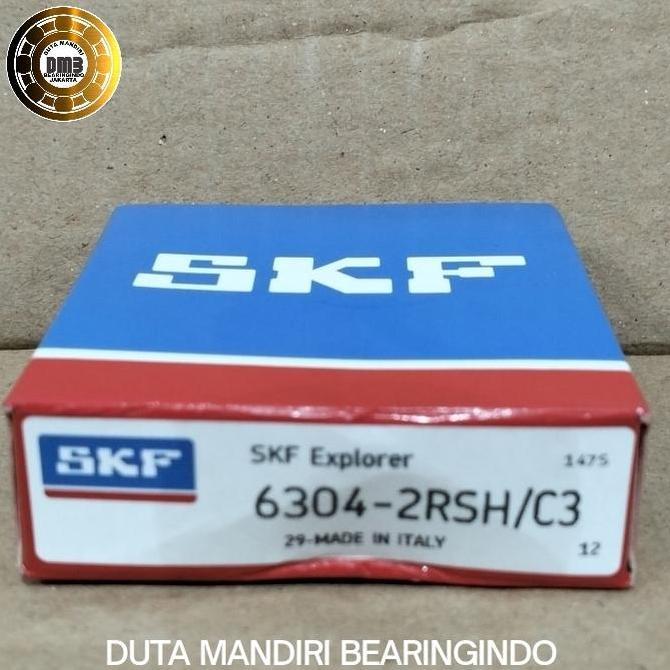 DUTA MANDIRI
DMB
BEARINGINDO
JAKARTA
SKF
SKF
SKF Explorer
1475
6304-2RSH/C3
29-MADE IN ITALY
12
DUTA MANDIRI BEARINGINDO